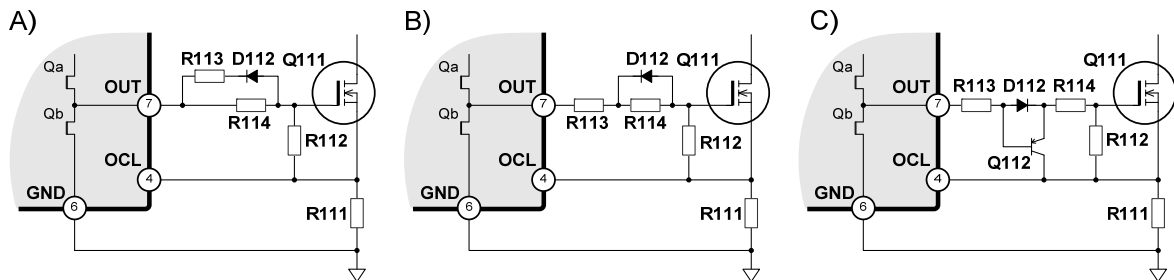 A)
R113
D112
Q111
Qa
OUT
7
Qb
R114
R112
OCL
4
GND
6
R111
B)
D112
Q111
Qa
OUT
7
Qb
R113
R114
R112
OCL
4
GND
6
R111
C)
Q111
R113
D112
R114
Qa
OUT
7
Qb
R112
Q112
OCL
4
GND
6
R111